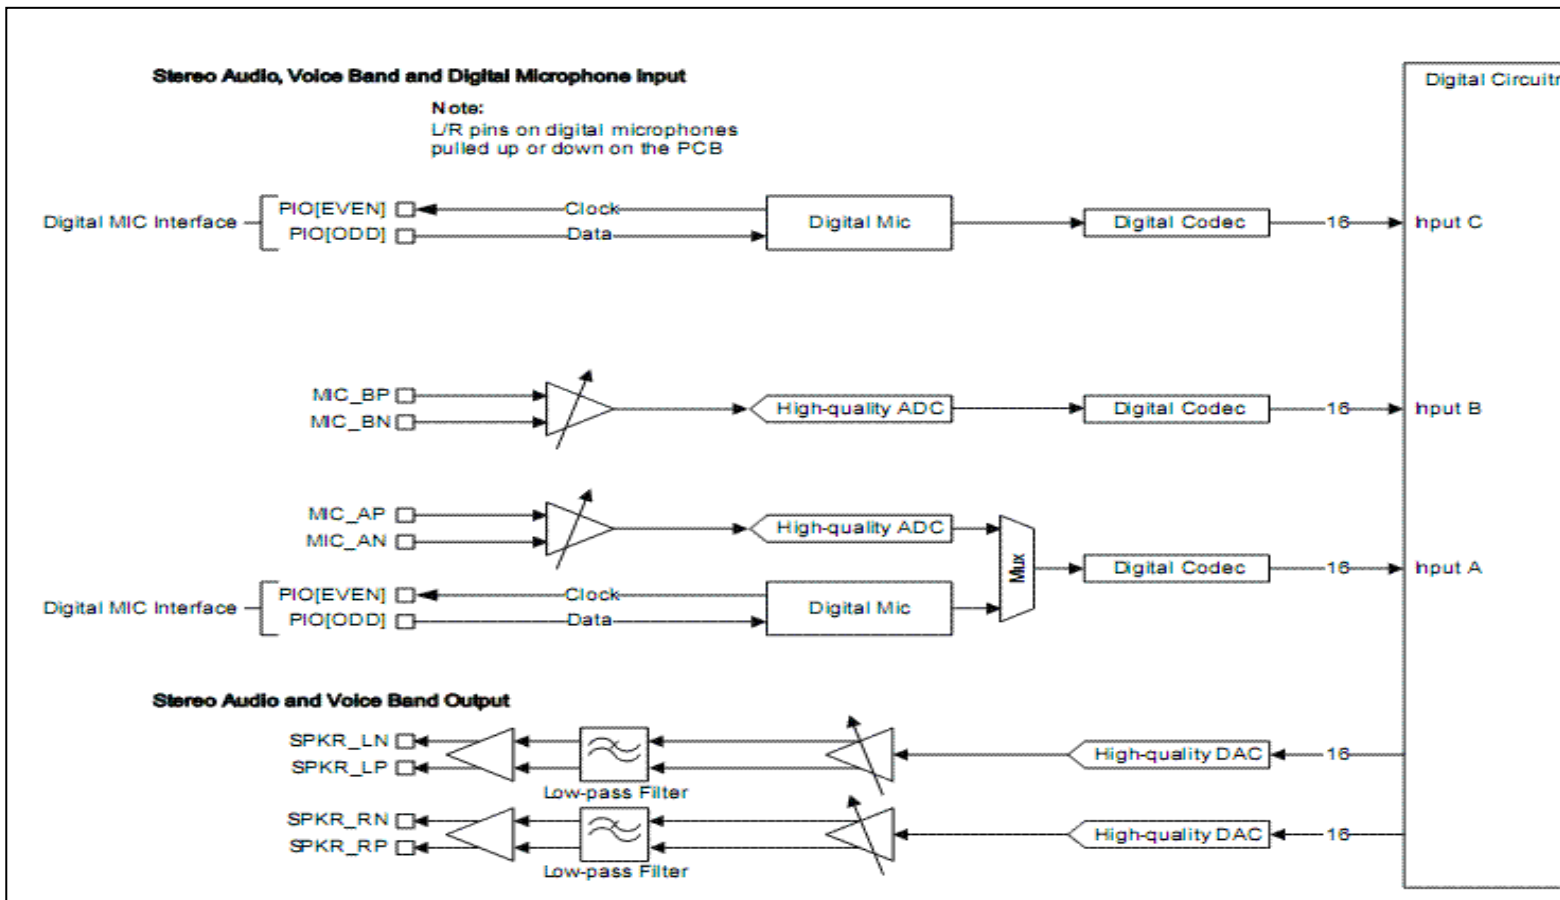 Stereo Audio, Voice Band and Digital Microphone Input
Digital Circuitr
Note:
L/R pins on digital microphones
pulled up or down on the PCB
Digital MIC Interface
PIO[EVEN]
PIO[ODD]
Clock
Data
Digital Mic
Digital Codec
16
Input C
MIC_BP
MIC_BN
High-quality ADC
Digital Codec
16
Input B
MIC_AP
MIC_AN
High-quality ADC
Mux
Digital Codec
16
Input A
Digital MIC Interface
PIO[EVEN]
PIO[ODD]
Clock
Data
Digital Mic
Stereo Audio and Voice Band Output
SPKR_LN
SPKR_LP
Low-pass Filter
High-quality DAC
16
SPKR_RN
SPKR_RP
Low-pass Filter
High-quality DAC
16